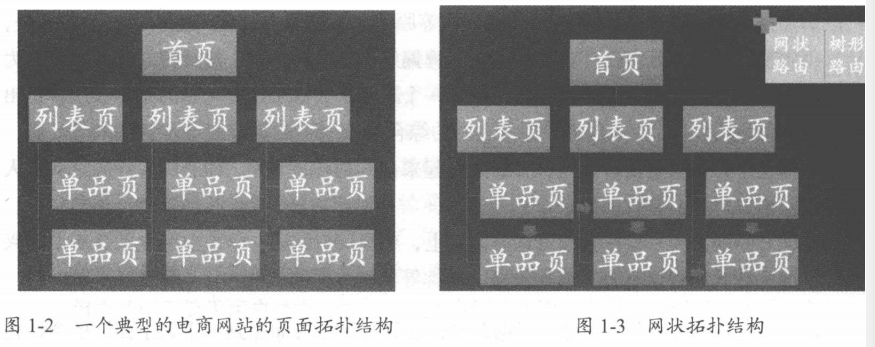 首页
列表页 列表页 列表页
单品页 单品页 单品页
单品页 单品页 单品页
图 1-2 一个典型的电商网站的页面拓扑结构
网状 树形
路由 路由
首页
列表页 列表页 列表页
单品页 单品页 单品页
单品页 单品页 单品页
图 1-3 网状拓扑结构